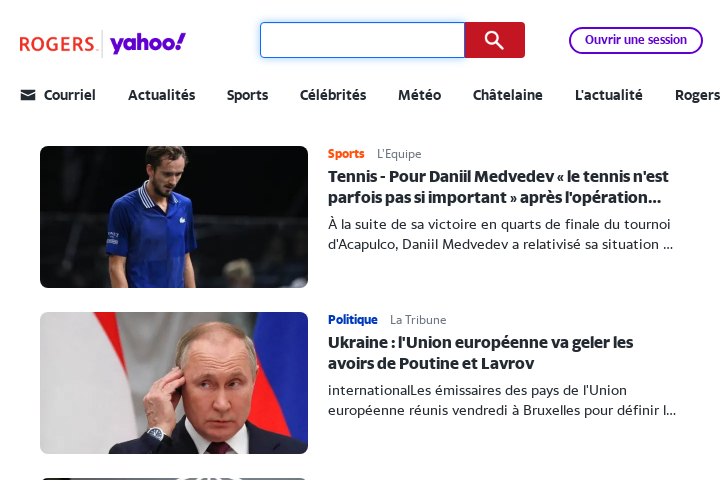 ROGERS yahoo!
Ouvrir une session
Courriel Actualités Sports Célébrités Météo Châtelaine L'actualité Rogers
Sports L'Equipe
Tennis - Pour Daniil Medvedev « le tennis n'est
parfois pas si important » après l'opération...
À la suite de sa victoire en quarts de finale du tournoi
d'Acapulco, Daniil Medvedev a relativisé sa situation ...
Politique La Tribune
Ukraine : l'Union européenne va geler les
avoirs de Poutine et Lavrov
internationalLes émissaires des pays de l'Union
européenne réunis vendredi à Bruxelles pour définir l...